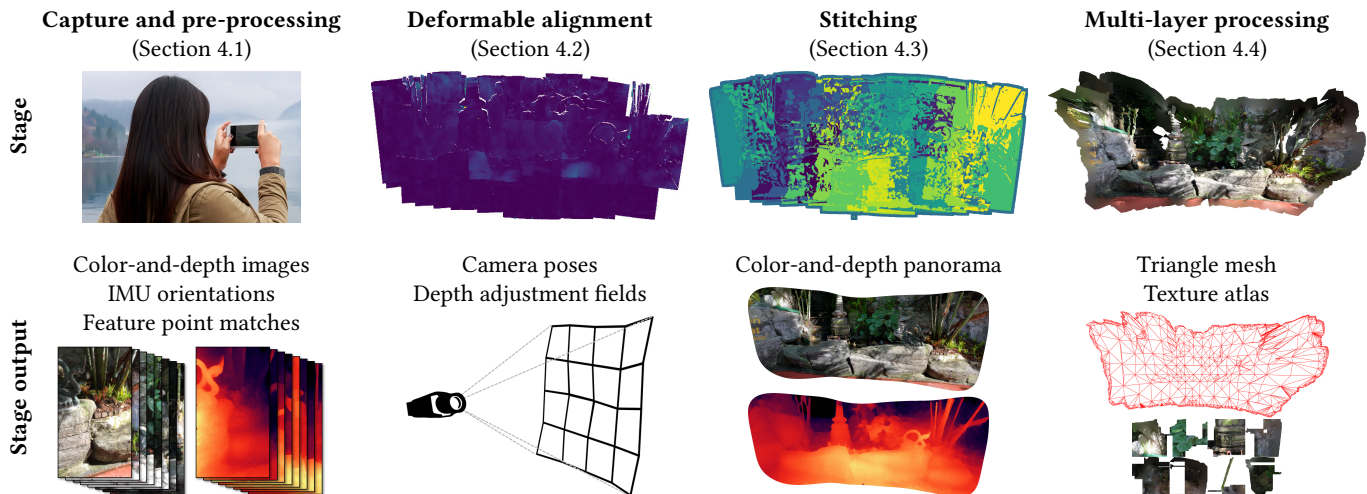 Capture and pre-processing
(Section 4.1)
Deformable alignment
(Section 4.2)
Stitching
(Section 4.3)
Multi-layer processing
(Section 4.4)
Stage
Color-and-depth images
IMU orientations
Feature point matches
Camera poses
Depth adjustment fields
Color-and-depth panorama
Triangle mesh
Texture atlas
Stage output